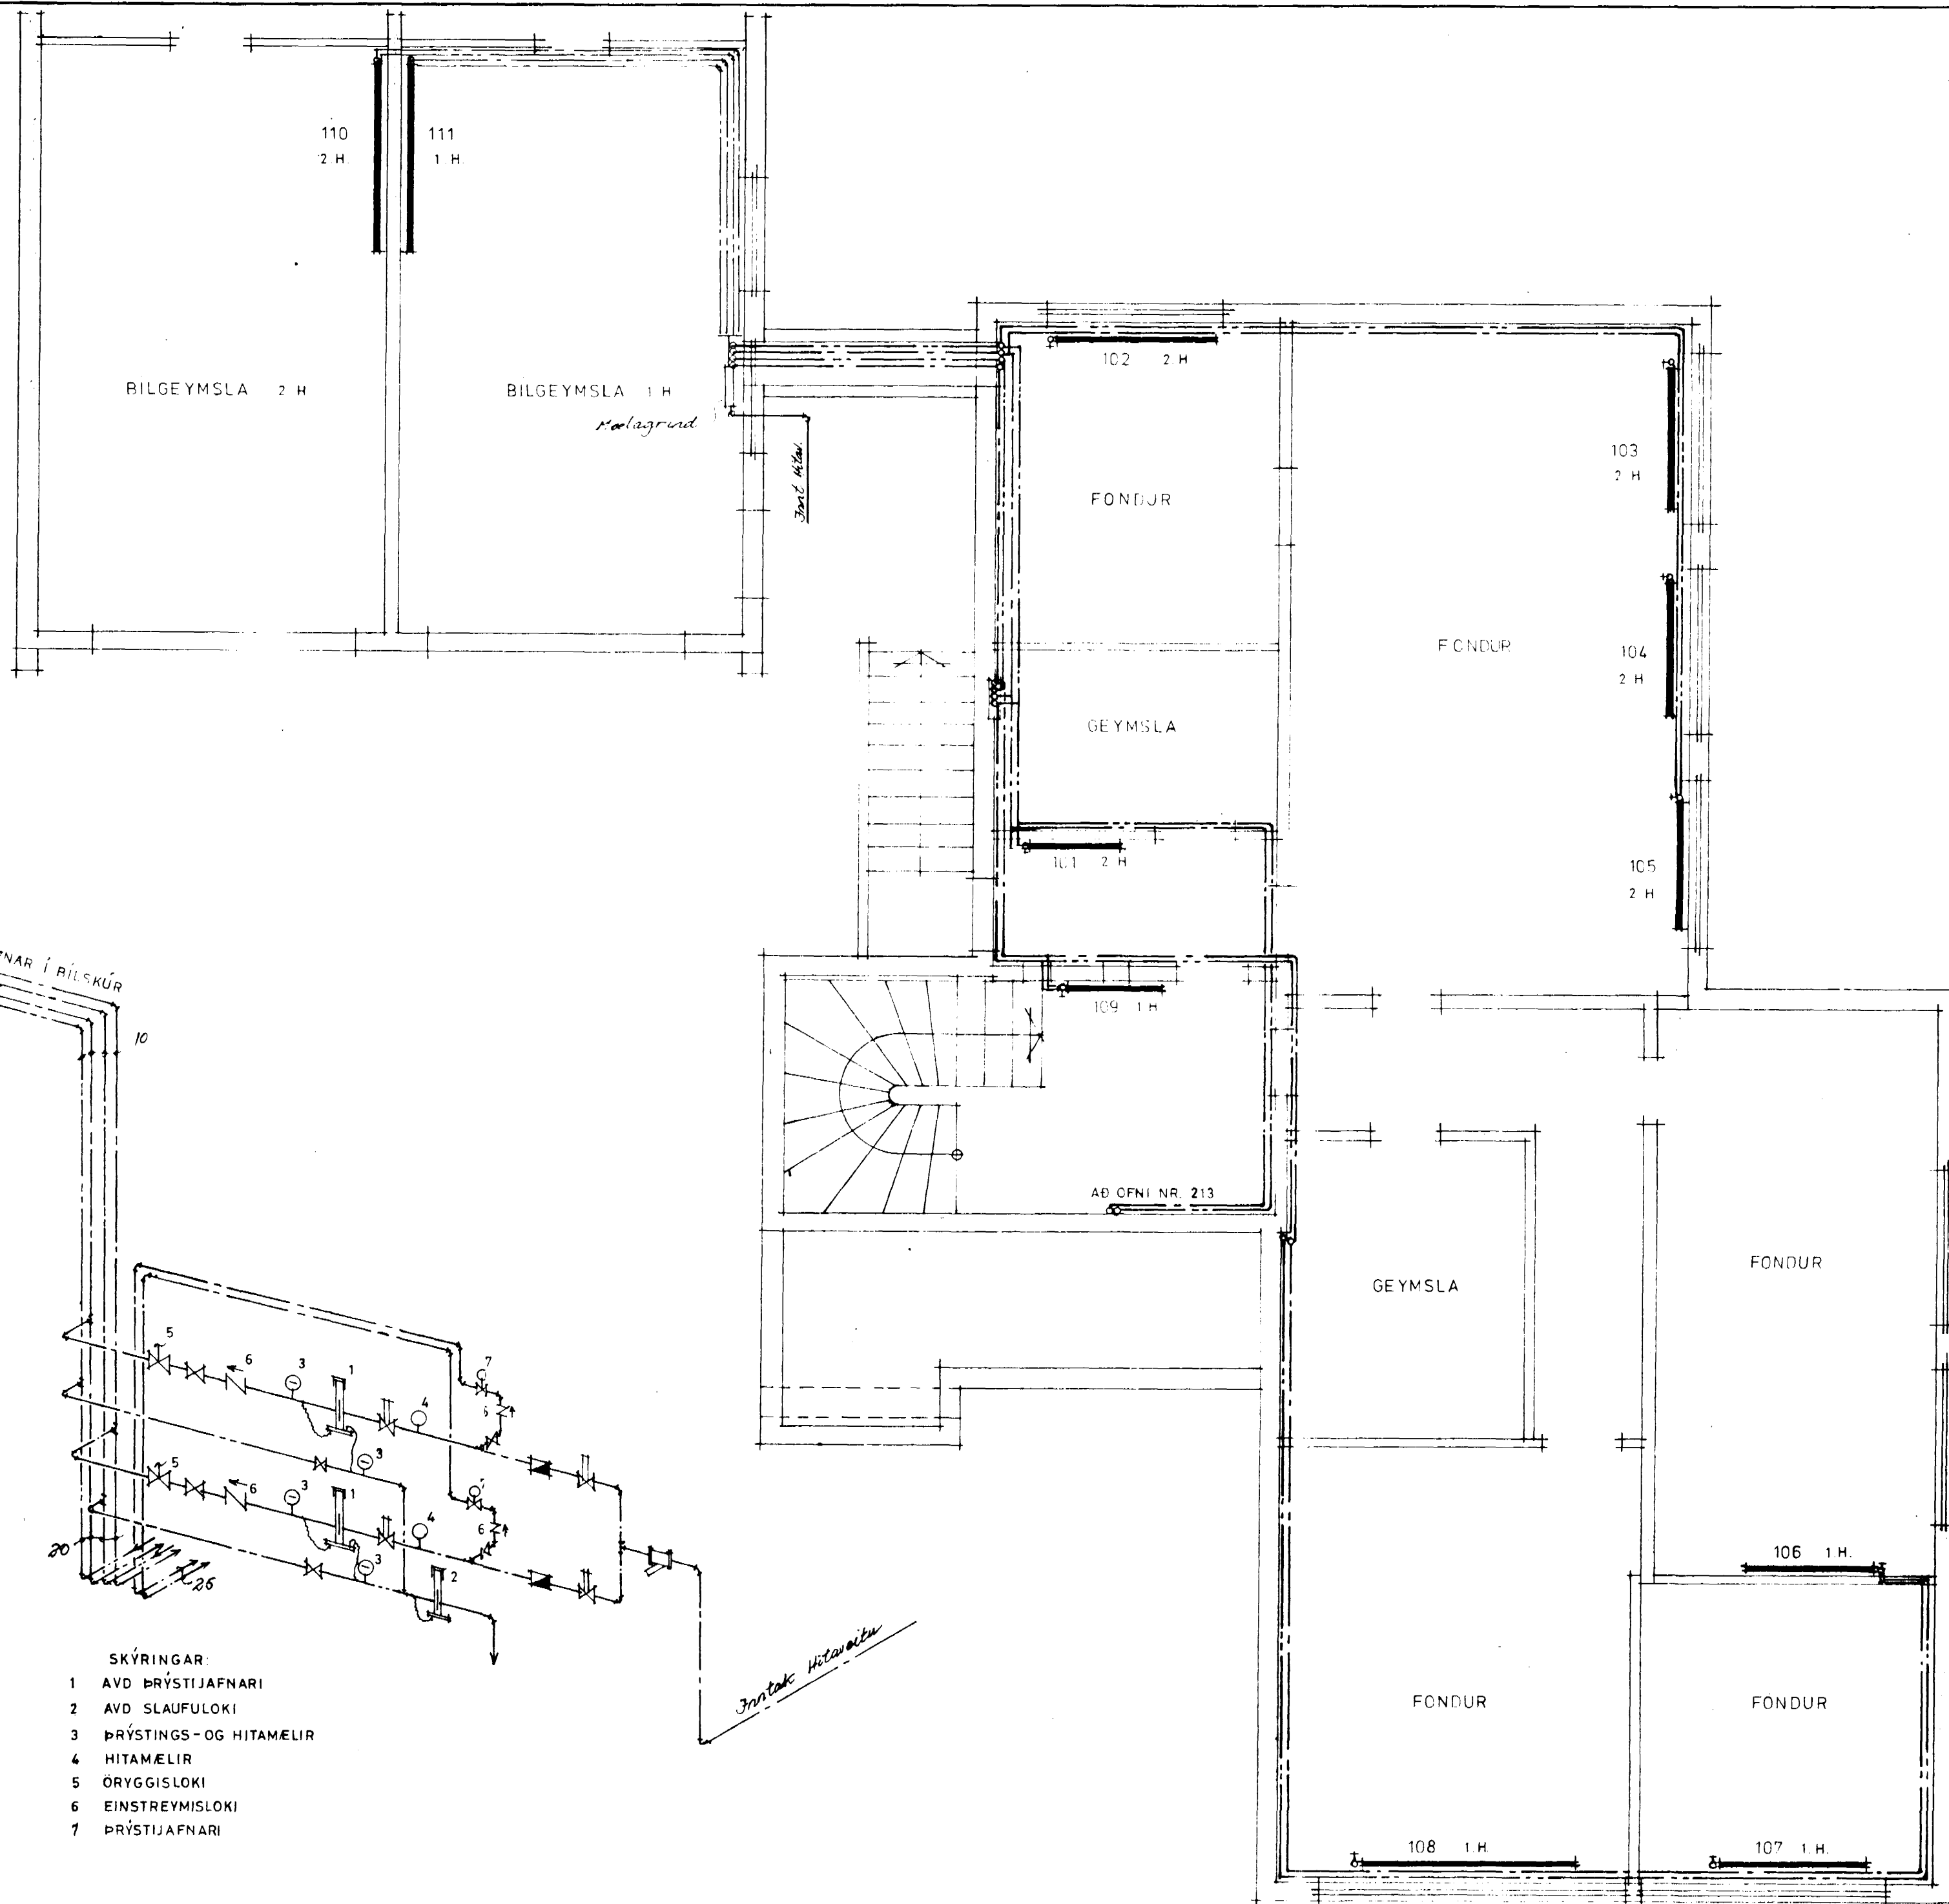 110
2 H.
111
1 H.
BILGEYMSLA 2 H
BILGEYMSLA 1 H
Mælagrind
Innt Hitav.
102 2 H
103
2 H
FONDUR
FONDUR
104
2 H
GEYMSLA
101 2 H
105
2 H
NAR Í BÍLSKÚR
10
109 1 H
AÐ OFNI NR. 213
GEYMSLA
FONDUR
5
6
3
1
4
7
6
3
5
6
3
1
4
7
6
3
2
20
26
106 1.H.
Inntak Hitaveitu
SKÝRINGAR:
1 AVD ÞRÝSTIJAFNARI
2 AVD SLAUFULOKI
3 ÞRÝSTINGS-OG HITAMÆLIR
4 HITAMÆLIR
5 ÖRYGGISLOKI
6 EINSTREYMISLOKI
7 ÞRÝSTIJAFNARI
FONDUR
FÖNDUR
108 1.H.
107 1.H.